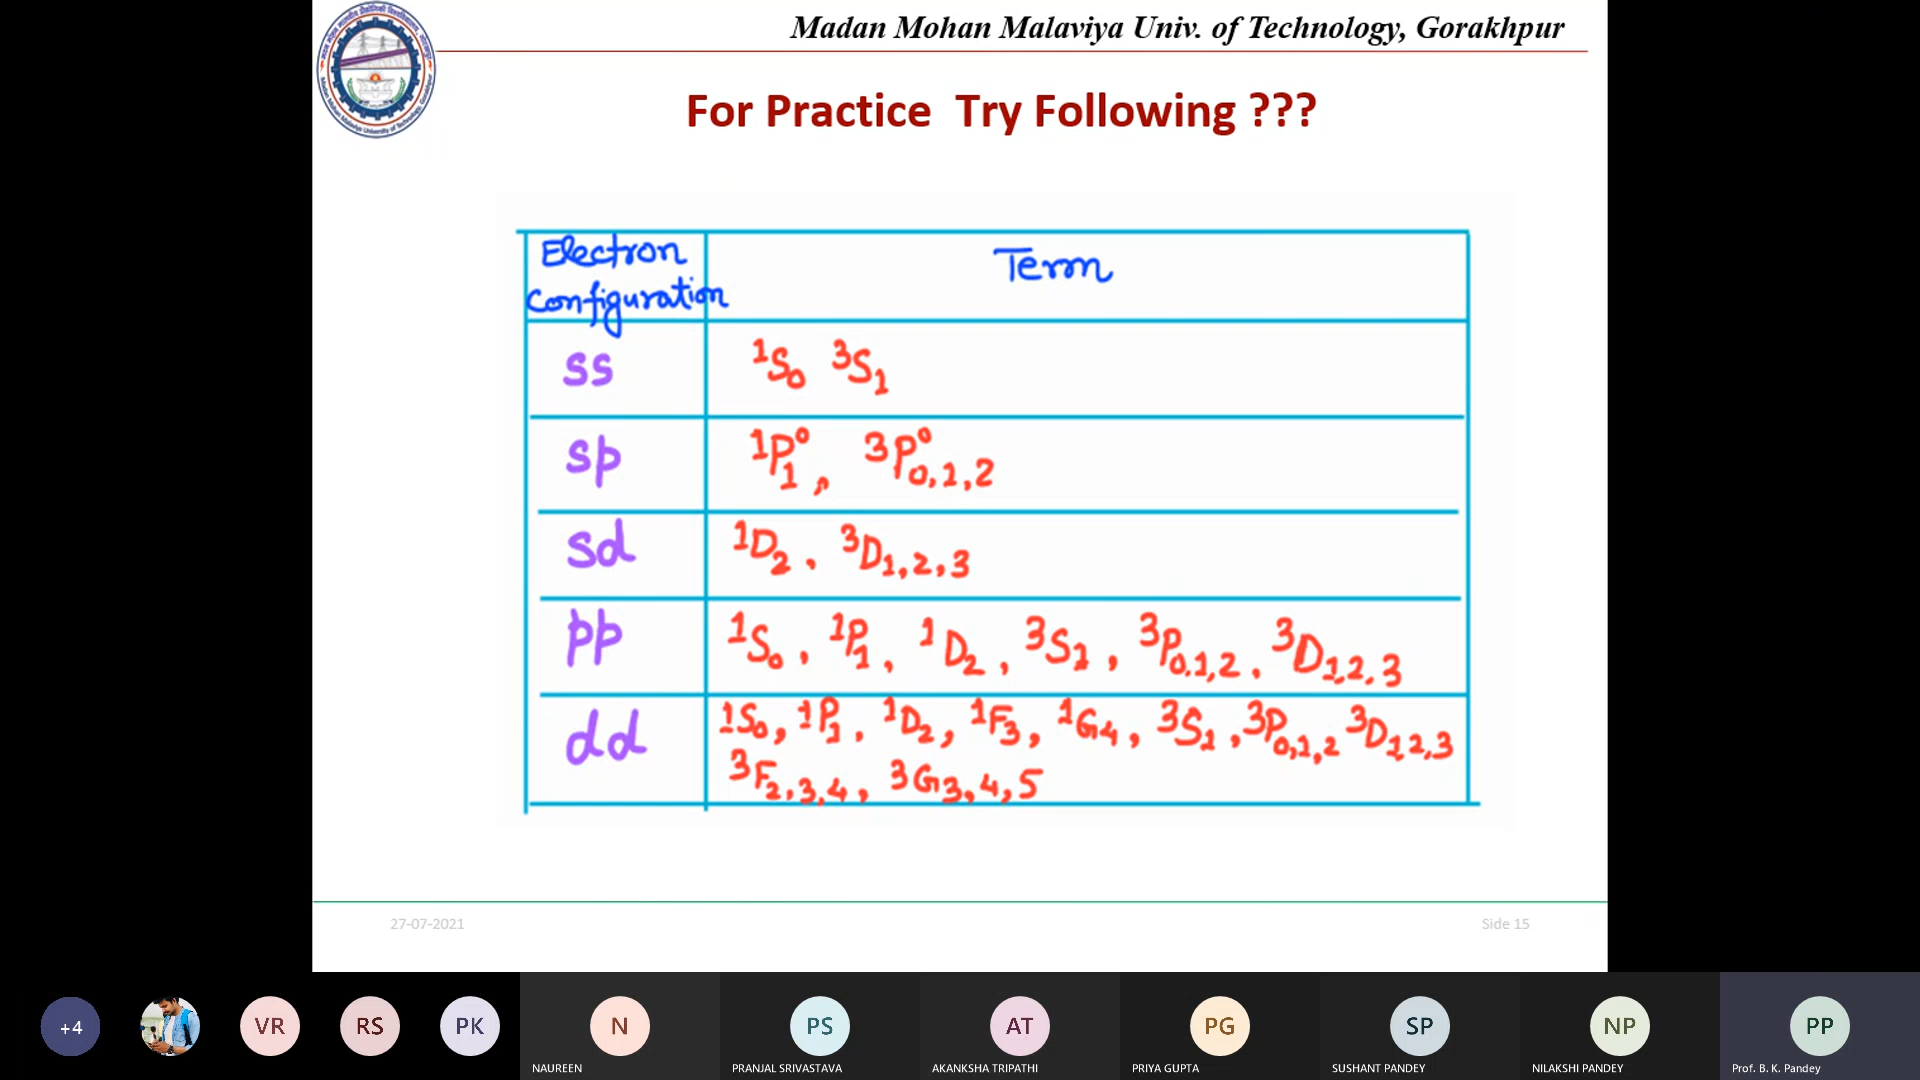 Madan Mohan Malaviya Univ. of Technology, Gorakhpur
For Practice Try Following ???
Electron Configuration
Term
ss
¹S₀ ³S₁
sp
¹P₁⁰, ³P⁰₀,₁,₂
sd
¹D₂, ³D₁,₂,₃
pp
¹S₀, ¹P₁, ¹D₂, ³S₁, ³P₀,₁,₂, ³D₁,₂,₃
dd
¹S₀, ¹P₁, ¹D₂, ¹F₃, ¹G₄, ³S₁, ³P₀,₁,₂ ³D₁,₂,₃
³F₂,₃,₄, ³G₃,₄,₅
27-07-2021
Side 15
+4
VR
RS
PK
N
PS
AT
PG
SP
NP
PP
NAUREEN
PRANJAL SRIVASTAVA
AKANKSHA TRIPATHI
PRIYA GUPTA
SUSHANT PANDEY
NILAKSHI PANDEY
Prof. B. K. Pandey